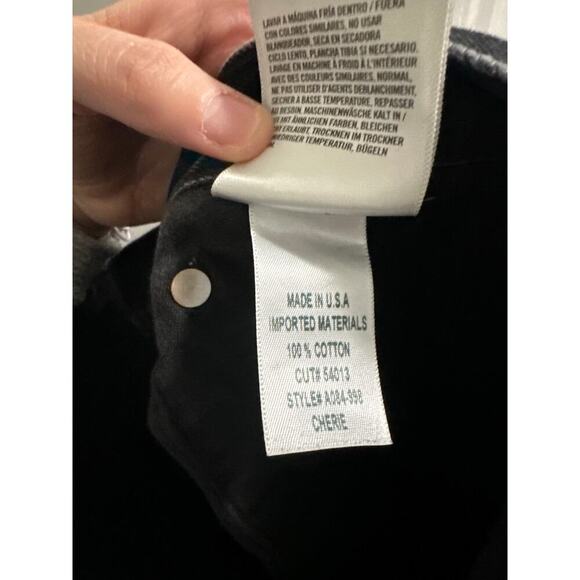 LAVAR A MÁQUINA FRÍA DENTRO / FUERA
CON COLORES SIMILARES, NO USAR
BLANQUEADOR, SECA EN SECADORA
CICLO LENTO, PLANCHA TIBIA SI NECESARIO.
LAVAGE EN MACHINE À FROID À L'INTÉRIEUR
AVEC DES COULEURS SIMILAIRES, NORMAL,
NE PAS UTILISER D'AGENTS DEBLANCHIMENT,
SECHER A BASSE TEMPERATURE, REPASSER
AU BESOIN. MASCHINENWÄSCHE KALT IN /
MIT ÄHNLICHEN FARBEN, BLEICHEN
ERLAUBT, TROCKNEN IM TROCKNER
NIEDRIGER TEMPERATUR, BÜGELN
MADE IN U.S.A
IMPORTED MATERIALS
100 % COTTON
CUT# 54013
STYLE# A084-998
CHERIE